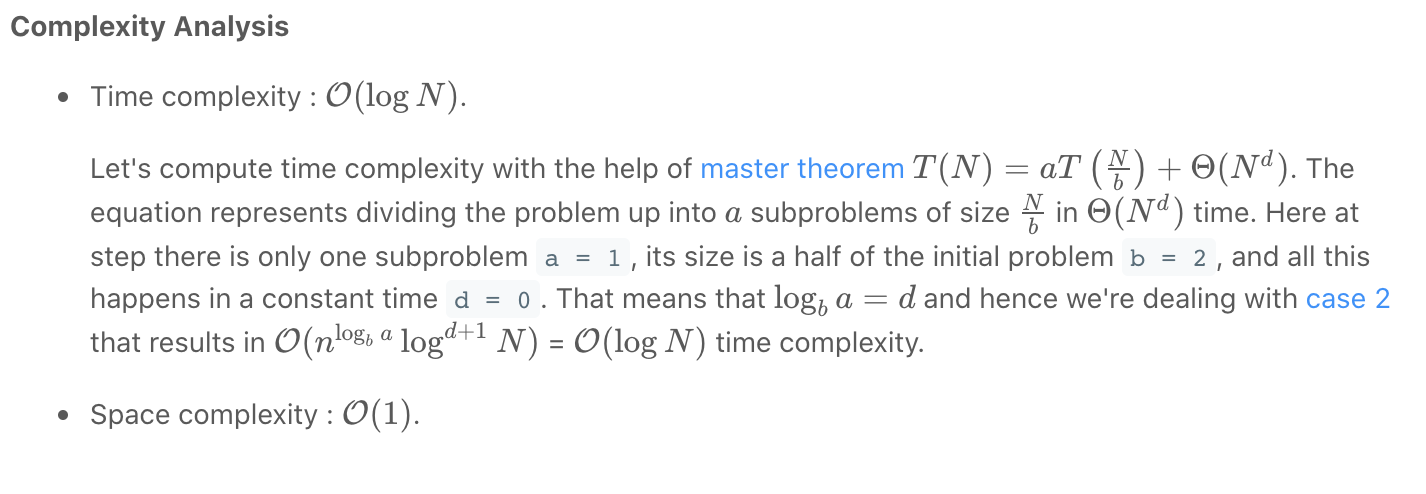 Complexity Analysis
• Time complexity : $\mathcal{O}(\log N)$.
Let's compute time complexity with the help of master theorem $T(N) = aT\left(\frac{N}{b}\right) + \Theta(N^d)$. The
equation represents dividing the problem up into $a$ subproblems of size $\frac{N}{b}$ in $\Theta(N^d)$ time. Here at
step there is only one subproblem a = 1, its size is a half of the initial problem b = 2, and all this
happens in a constant time d = 0. That means that $\log_b a = d$ and hence we're dealing with case 2
that results in $\mathcal{O}(n^{\log_b a} \log^{d+1} N)$ = $\mathcal{O}(\log N)$ time complexity.
• Space complexity : $\mathcal{O}(1)$.